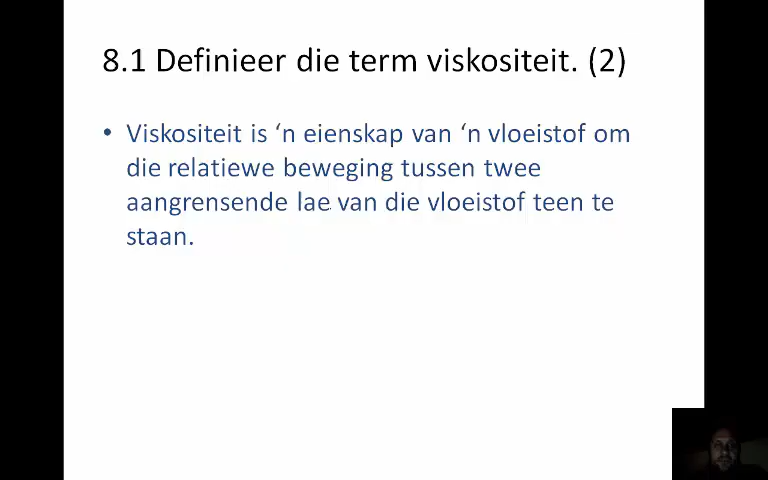 8.1 Definieer die term viskositeit. (2)
• Viskositeit is ‘n eienskap van ‘n vloeistof om
die relatiewe beweging tussen twee
aangrensende lae van die vloeistof teen te
staan.